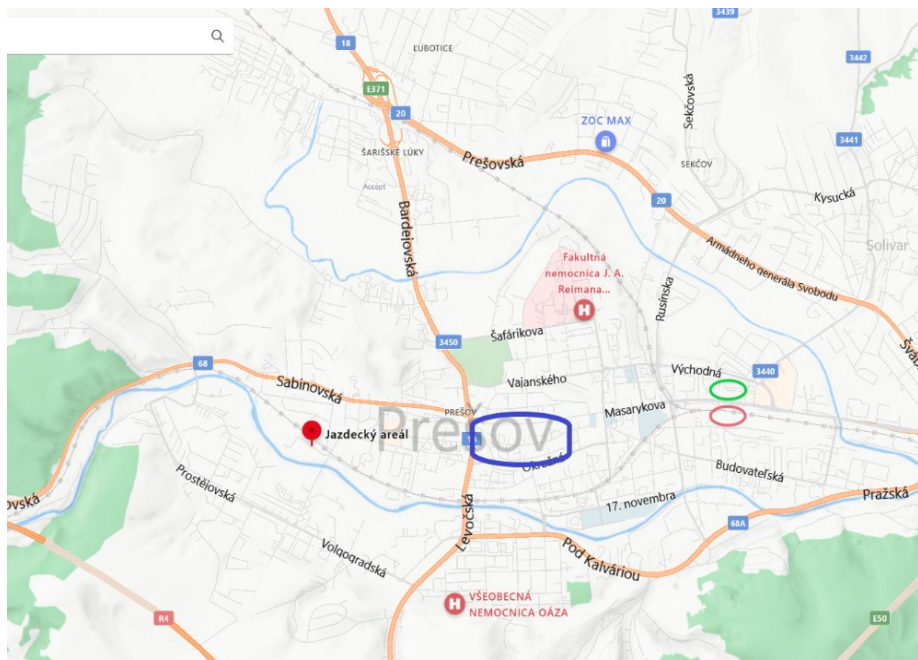 3439
18
ĽUBOTICE
3442
E371
20
Sekčovská
ZOC MAX
3441
ŠARIŠSKÉ LÚKY
Prešovská
SEKČOV
Accept
Kysucká
20
Bardejovská
Solivar
Armádneho generála Svobodu
Fakultná
nemocnica J. A.
Reimana...
H
Rusínska
3450
Šafárikova
Šváb
68
Východná
3440
Sabinovská
Vajanského
PREŠOV
Masarykova
Prešov
Jazdecký areál
Okružná
Budovateľská
Prostějovská
ovská
17. novembra
Pražská
Levočská
68A
Volgogradská
Pod Kalváriou
H
VŠEOBECNÁ
NEMOCNICA OÁZA
R4
E50